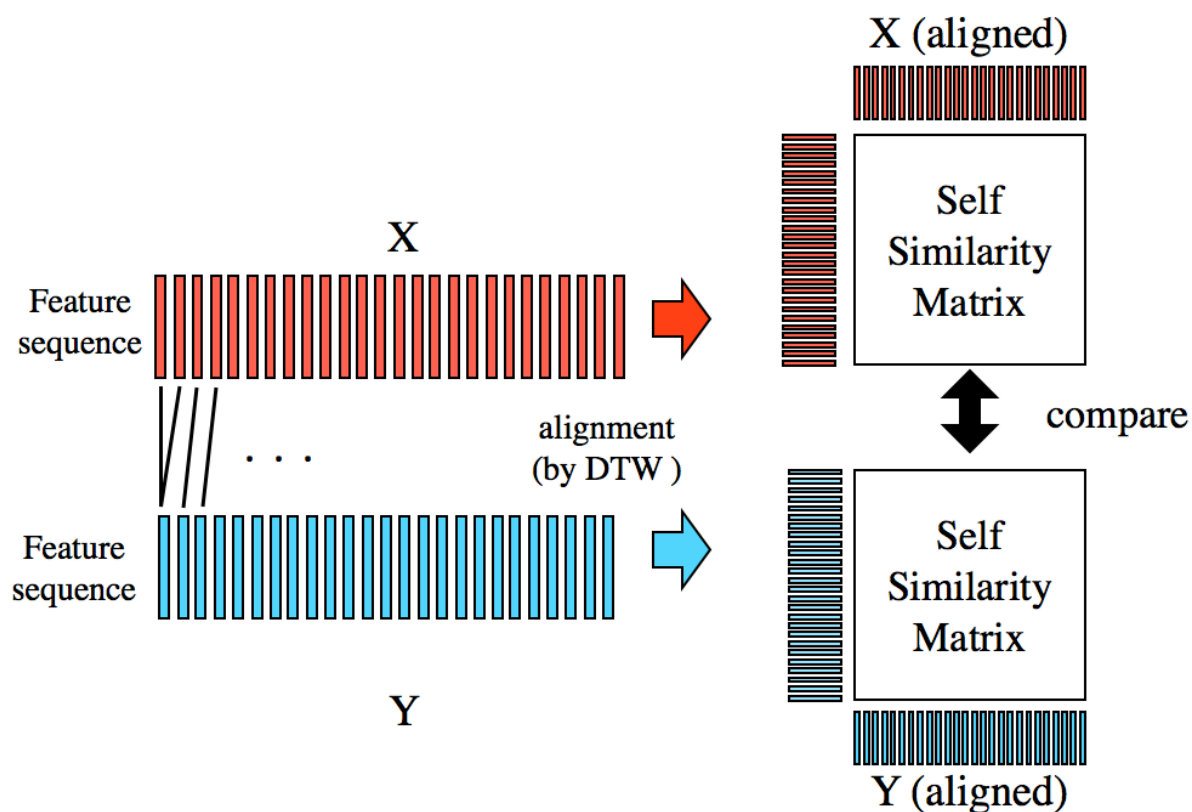 X (aligned)
Self
Similarity
Matrix
X
Feature
sequence
. . .
alignment
(by DTW )
compare
Feature
sequence
Y
Self
Similarity
Matrix
Y (aligned)